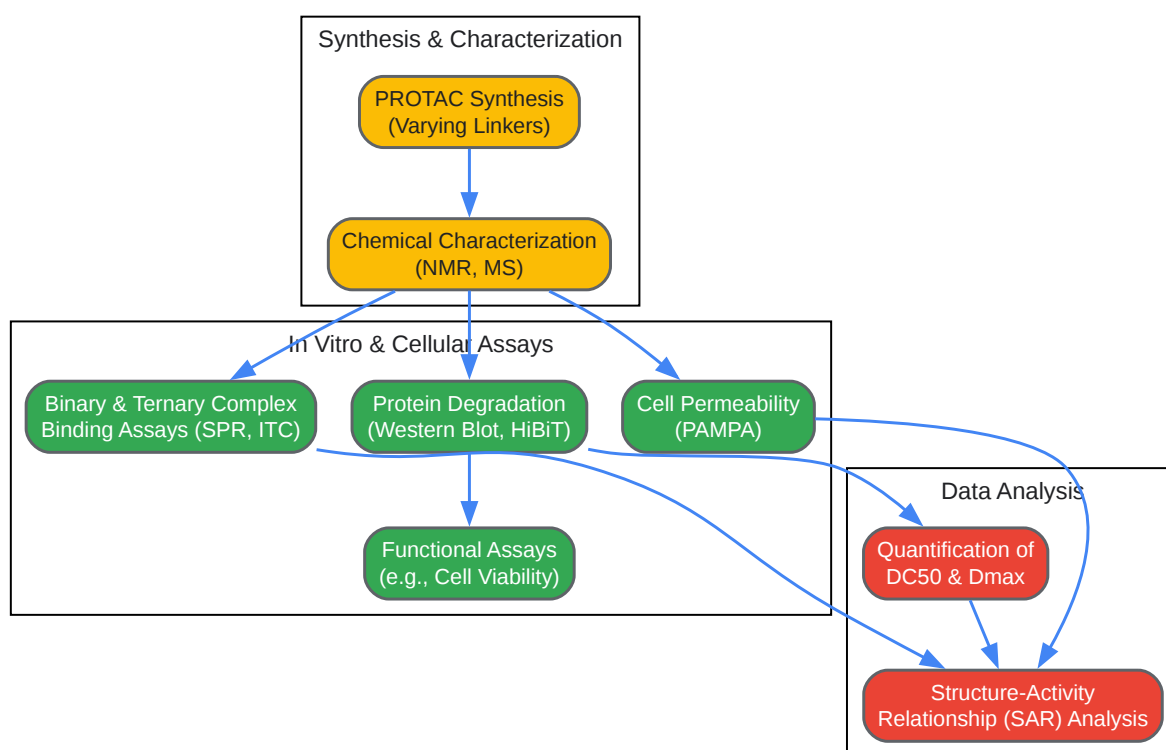 Synthesis & Characterization
PROTAC Synthesis
(Varying Linkers)
Chemical Characterization
(NMR, MS)
In Vitro & Cellular Assays
Binary & Ternary Complex
Binding Assays (SPR, ITC)
Protein Degradation
(Western Blot, HiBiT)
Cell Permeability
(PAMPA)
Functional Assays
(e.g., Cell Viability)
Data Analysis
Quantification of
DC50 & Dmax
Structure-Activity
Relationship (SAR) Analysis